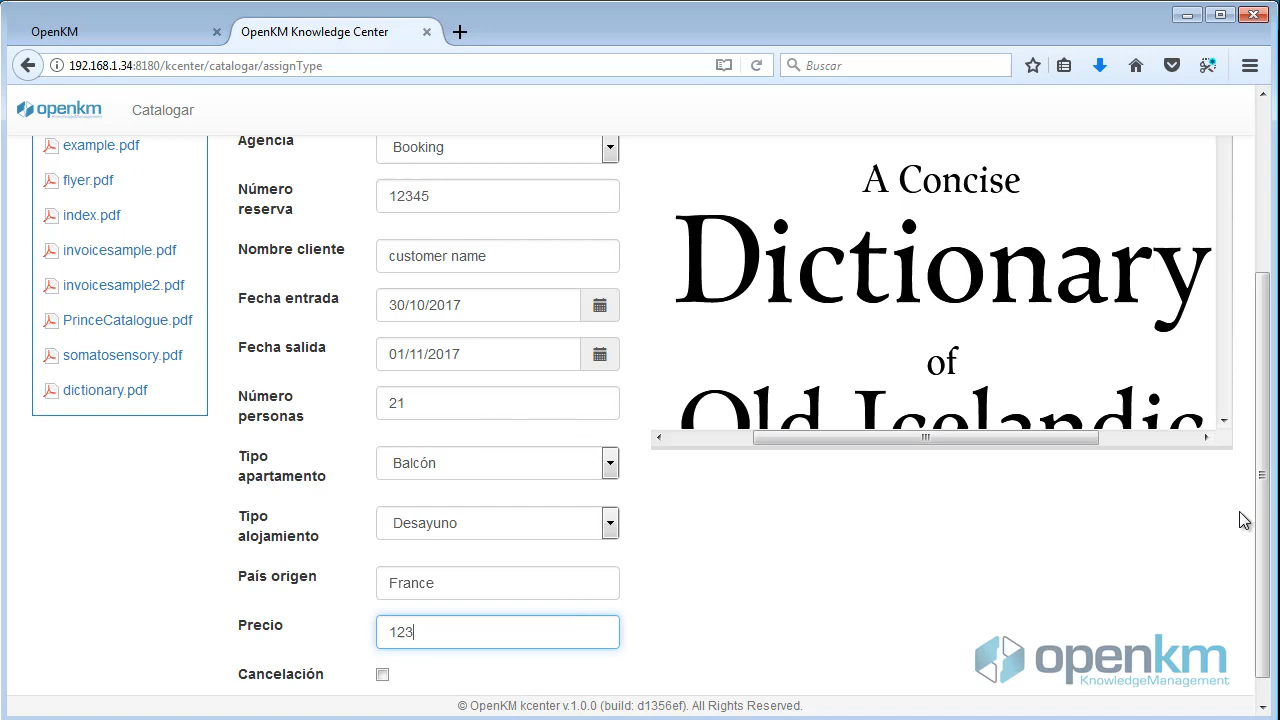 OpenKM
OpenKM Knowledge Center
192.168.1.34:8180/kcenter/catalogar/assignType
Buscar
openkm
KnowledgeManagement
Catalogar
example.pdf
flyer.pdf
index.pdf
invoicesample.pdf
invoicesample2.pdf
PrinceCatalogue.pdf
somatosensory.pdf
dictionary.pdf
Agencia
Booking
Número
reserva
12345
Nombre cliente
customer name
Fecha entrada
30/10/2017
Fecha salida
01/11/2017
Número
personas
21
Tipo
apartamento
Balcón
Tipo
alojamiento
Desayuno
País origen
France
Precio
123
Cancelación
A Concise
Dictionary
of
Old Icelandic
openkm
KnowledgeManagement
© OpenKM kcenter v.1.0.0 (build: d1356ef). All Rights Reserved.